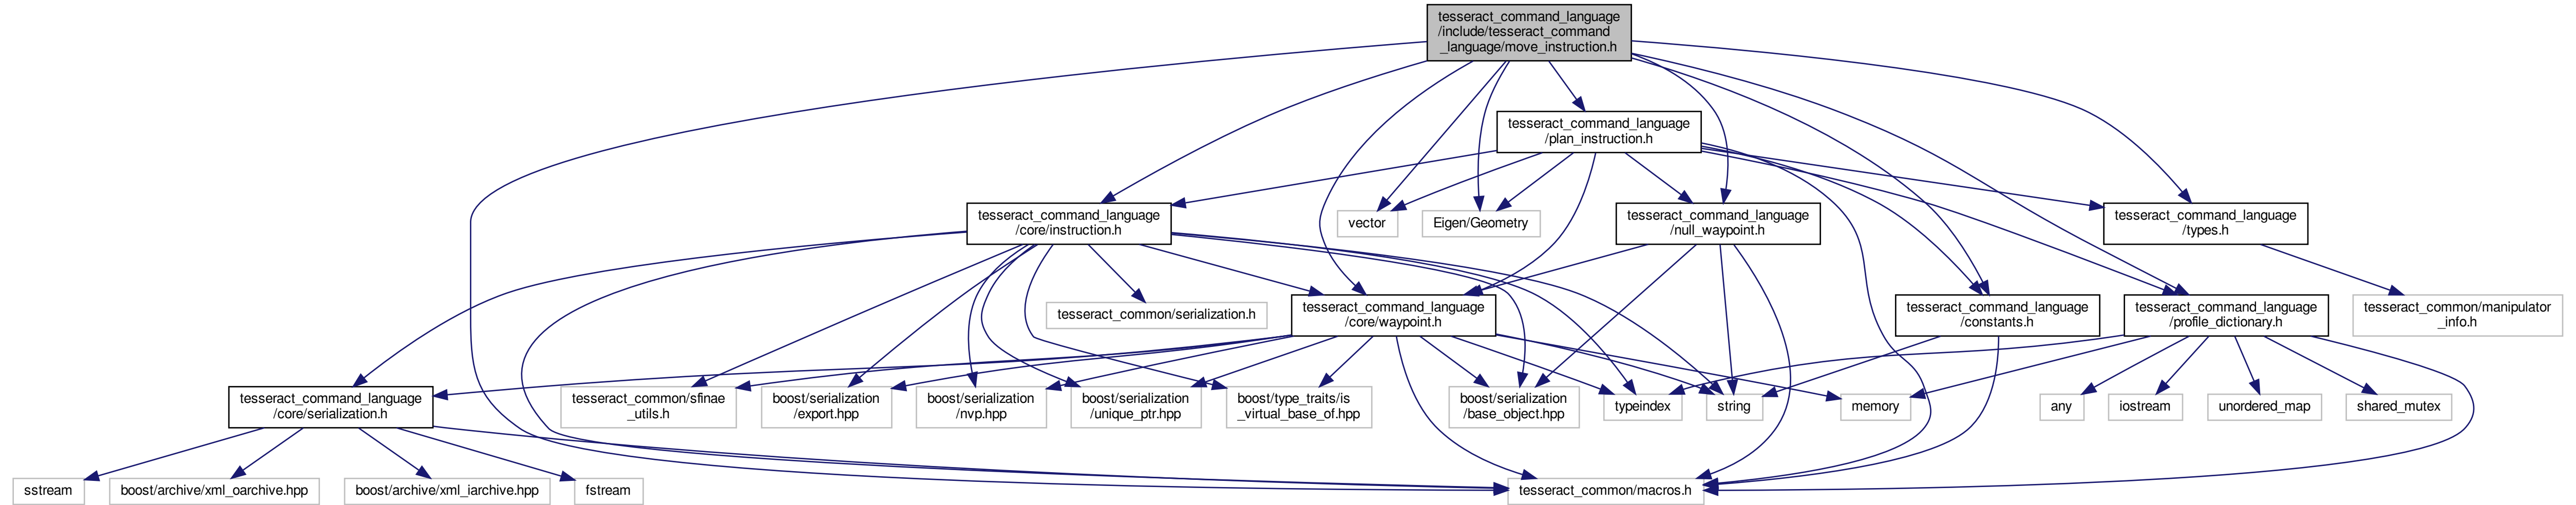 tesseract_command_language
/include/tesseract_command
_language/move_instruction.h
tesseract_command_language
/plan_instruction.h
tesseract_command_language
/core/instruction.h
vector
Eigen/Geometry
tesseract_command_language
/null_waypoint.h
tesseract_command_language
/types.h
tesseract_common/serialization.h
tesseract_command_language
/core/waypoint.h
tesseract_command_language
/constants.h
tesseract_command_language
/profile_dictionary.h
tesseract_common/manipulator
_info.h
tesseract_command_language
/core/serialization.h
tesseract_common/sfinae
_utils.h
boost/serialization
/export.hpp
boost/serialization
/nvp.hpp
boost/serialization
/unique_ptr.hpp
boost/type_traits/is
_virtual_base_of.hpp
boost/serialization
/base_object.hpp
typeindex
string
memory
any
iostream
unordered_map
shared_mutex
sstream
boost/archive/xml_oarchive.hpp
boost/archive/xml_iarchive.hpp
fstream
tesseract_common/macros.h